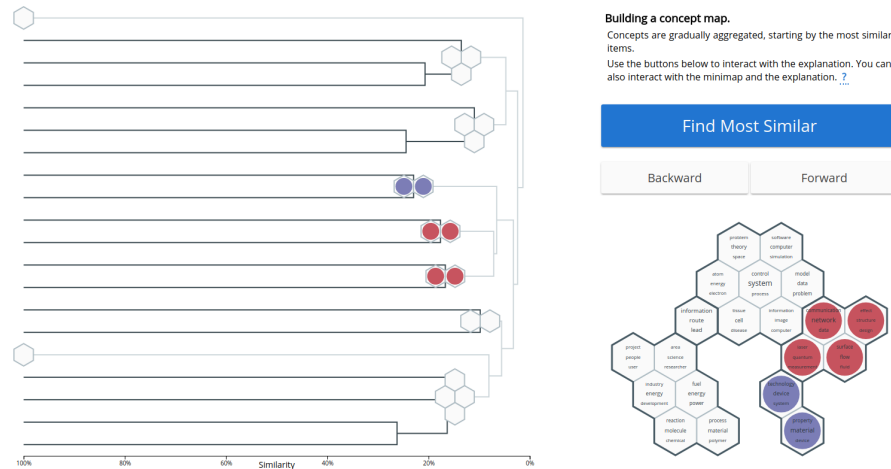 Building a concept map.
Concepts are gradually aggregated, starting by the most similar
items.
Use the buttons below to interact with the explanation. You can
also interact with the minimap and the explanation. ?
Find Most Similar
Backward
Forward
problem
theory
space
software
computer
simulation
atom
energy
electron
control
system
process
model
data
problem
information
route
lead
tissue
cell
disease
information
image
computer
communication
network
data
effect
structure
design
project
people
user
area
science
researcher
quantum
surface
flow
fluid
industry
energy
development
fuel
energy
power
technology
device
system
reaction
molecule
chemical
process
material
polymer
property
material
device
100%
80%
60%
Similarity
40%
20%
0%